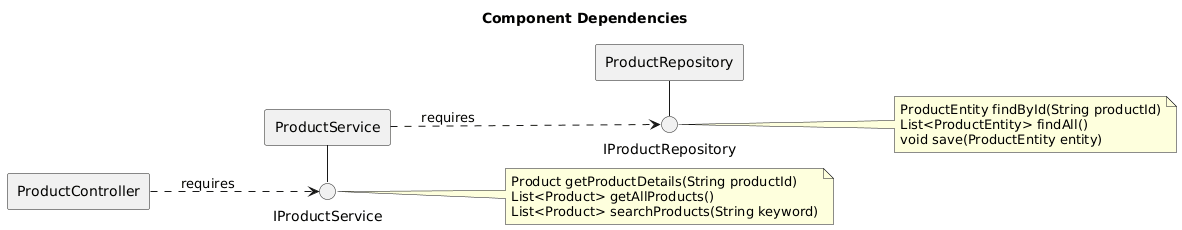 Component Dependencies
ProductRepository
ProductEntity findById(String productId)
List<ProductEntity> findAll()
void save(ProductEntity entity)
ProductService
requires
IProductRepository
ProductController
requires
IProductService
Product getProductDetails(String productId)
List<Product> getAllProducts()
List<Product> searchProducts(String keyword)